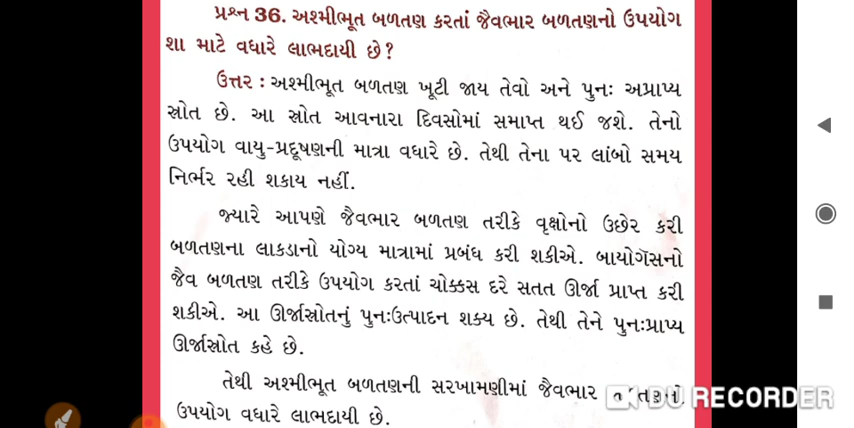 પ્રશ્ન 36. અશ્મીભૂત બળતણ કરતાં જૈવભાર બળતણનો ઉપયોગ
શા માટે વધારે લાભદાયી છે?
ઉત્તર : અશ્મીભૂત બળતણ ખૂટી જાય તેવો અને પુનઃ અપ્રાપ્ય
સ્રોત છે. આ સ્રોત આવનારા દિવસોમાં સમાપ્ત થઈ જશે. તેનો
ઉપયોગ વાયુ-પ્રદૂષણની માત્રા વધારે છે. તેથી તેના પર લાંબો સમય
નિર્ભર રહી શકાય નહીં.
જ્યારે આપણે જૈવભાર બળતણ તરીકે વૃક્ષોનો ઉછેર કરી
બળતણના લાકડાનો યોગ્ય માત્રામાં પ્રબંધ કરી શકીએ. બાયોગૅસનો
જૈવ બળતણ તરીકે ઉપયોગ કરતાં ચોક્કસ દરે સતત ઊર્જા પ્રાપ્ત કરી
શકીએ. આ ઊર્જાસ્રોતનું પુનઃઉત્પાદન શક્ય છે. તેથી તેને પુનઃપ્રાપ્ય
ઊર્જાસ્રોત કહે છે.
તેથી અશ્મીભૂત બળતણની સરખામણીમાં જૈવભાર
DU RECORDER
ઉપયોગ વધારે લાભદાયી છે.